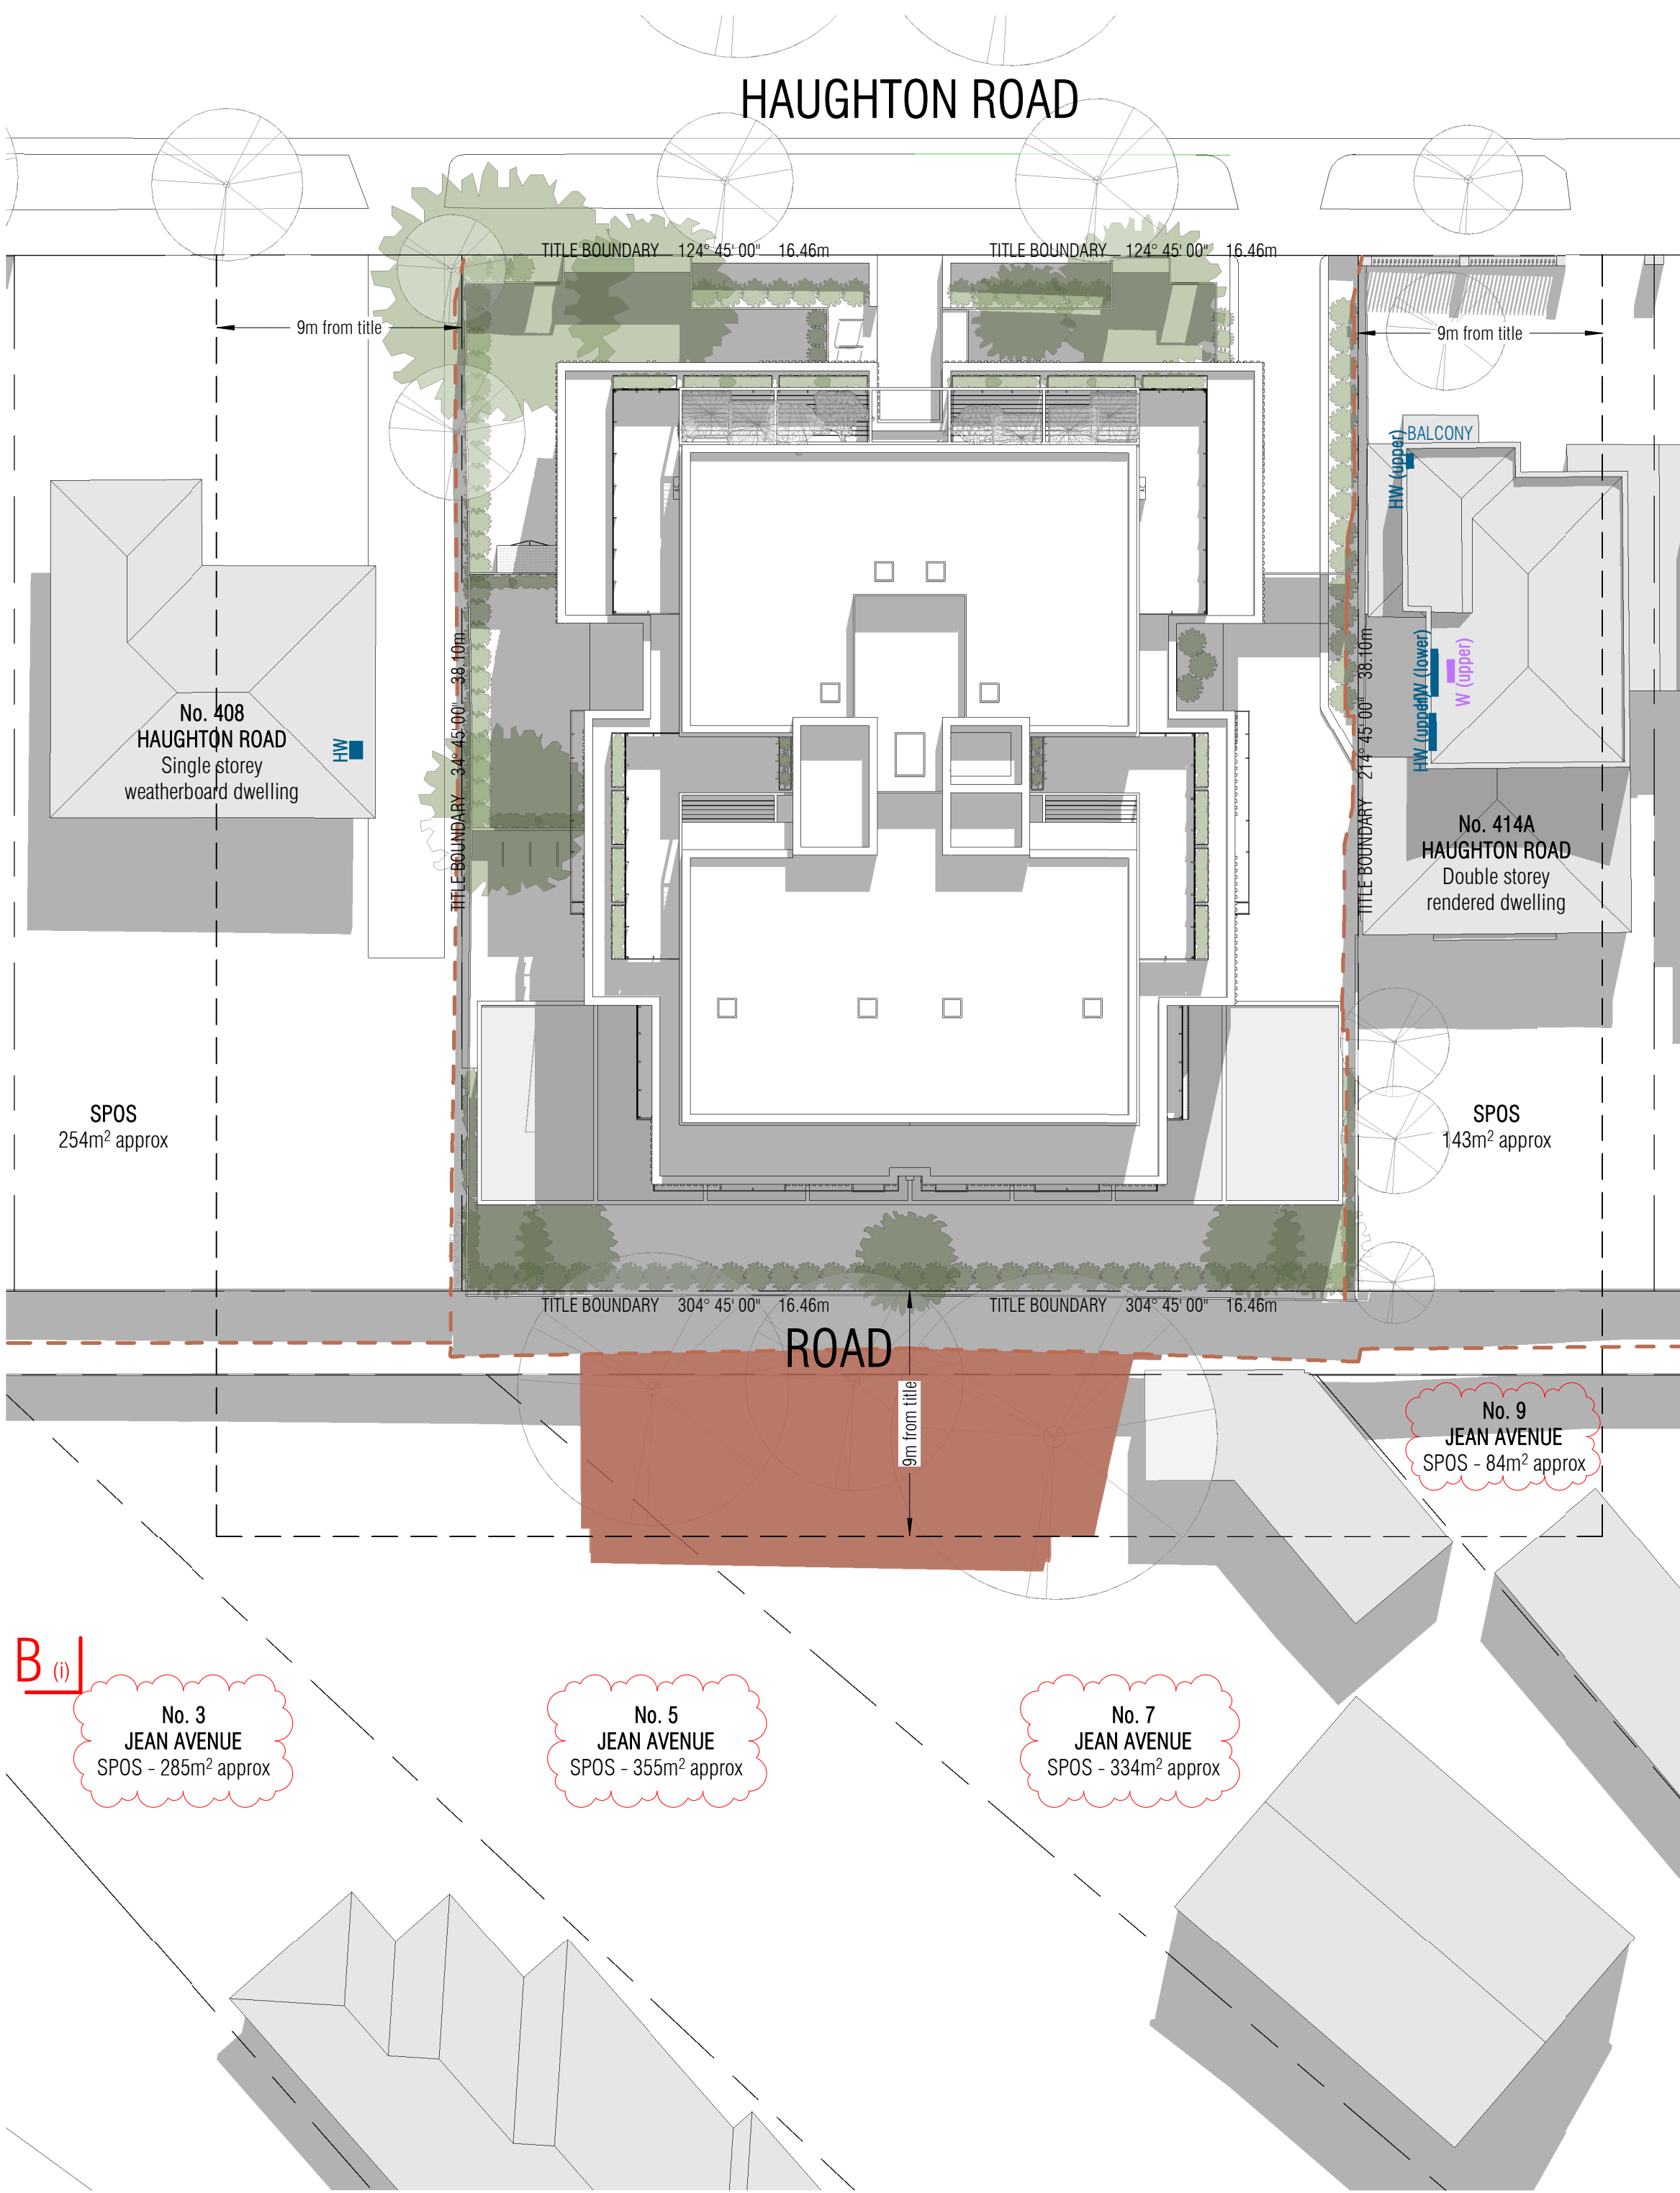 HAUGHTON ROAD
TITLE BOUNDARY 124° 45' 00" 16.46m
TITLE BOUNDARY 124° 45' 00" 16.46m
9m from title
9m from title
BALCONY
HW (upper)
HW (lower)
W (upper)
HW (upper)
TITLE BOUNDARY 34° 45' 00" 38.10m
TITLE BOUNDARY 214° 45' 00" 38.10m
No. 408
HAUGHTON ROAD
Single storey
weatherboard dwelling
HW
No. 414A
HAUGHTON ROAD
Double storey
rendered dwelling
SPOS
254m² approx
SPOS
143m² approx
TITLE BOUNDARY 304° 45' 00" 16.46m
TITLE BOUNDARY 304° 45' 00" 16.46m
ROAD
9m from title
No. 9
JEAN AVENUE
SPOS - 84m² approx
B (i)
No. 3
JEAN AVENUE
SPOS - 285m² approx
No. 5
JEAN AVENUE
SPOS - 355m² approx
No. 7
JEAN AVENUE
SPOS - 334m² approx